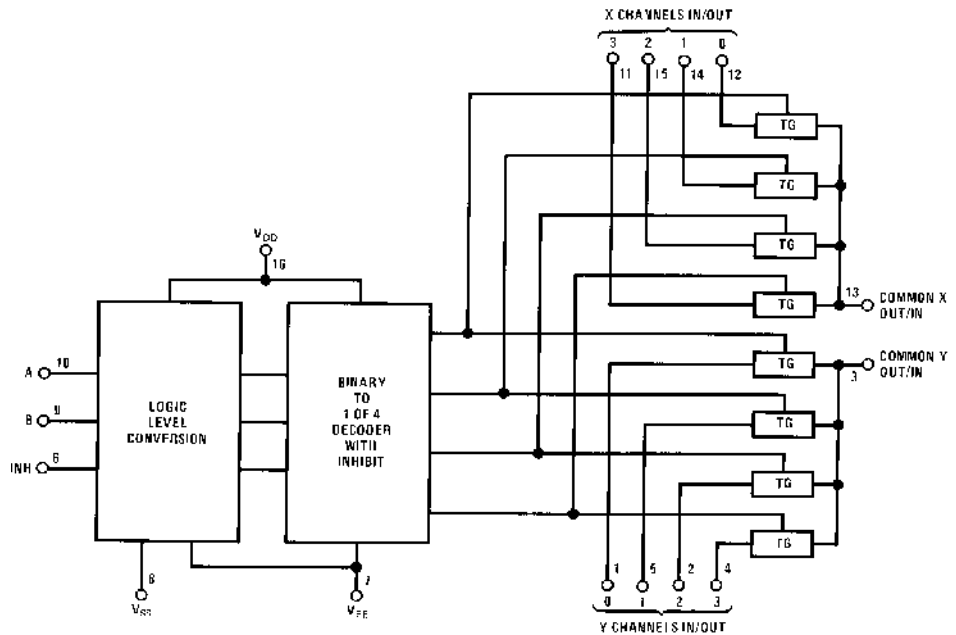 X CHANNELS IN/OUT
3 2 1 0
11 15 14 12
TG
TG
TG
TG
13
COMMON X
OUT/IN
VDD
16
A 10
B 9
INH 6
LOGIC
LEVEL
CONVERSION
BINARY
TO
1 OF 4
DECODER
WITH
INHIBIT
TG
TG
TG
TG
3
COMMON Y
OUT/IN
8
VSS
7
VEE
1 5 2 4
0 1 2 3
Y CHANNELS IN/OUT